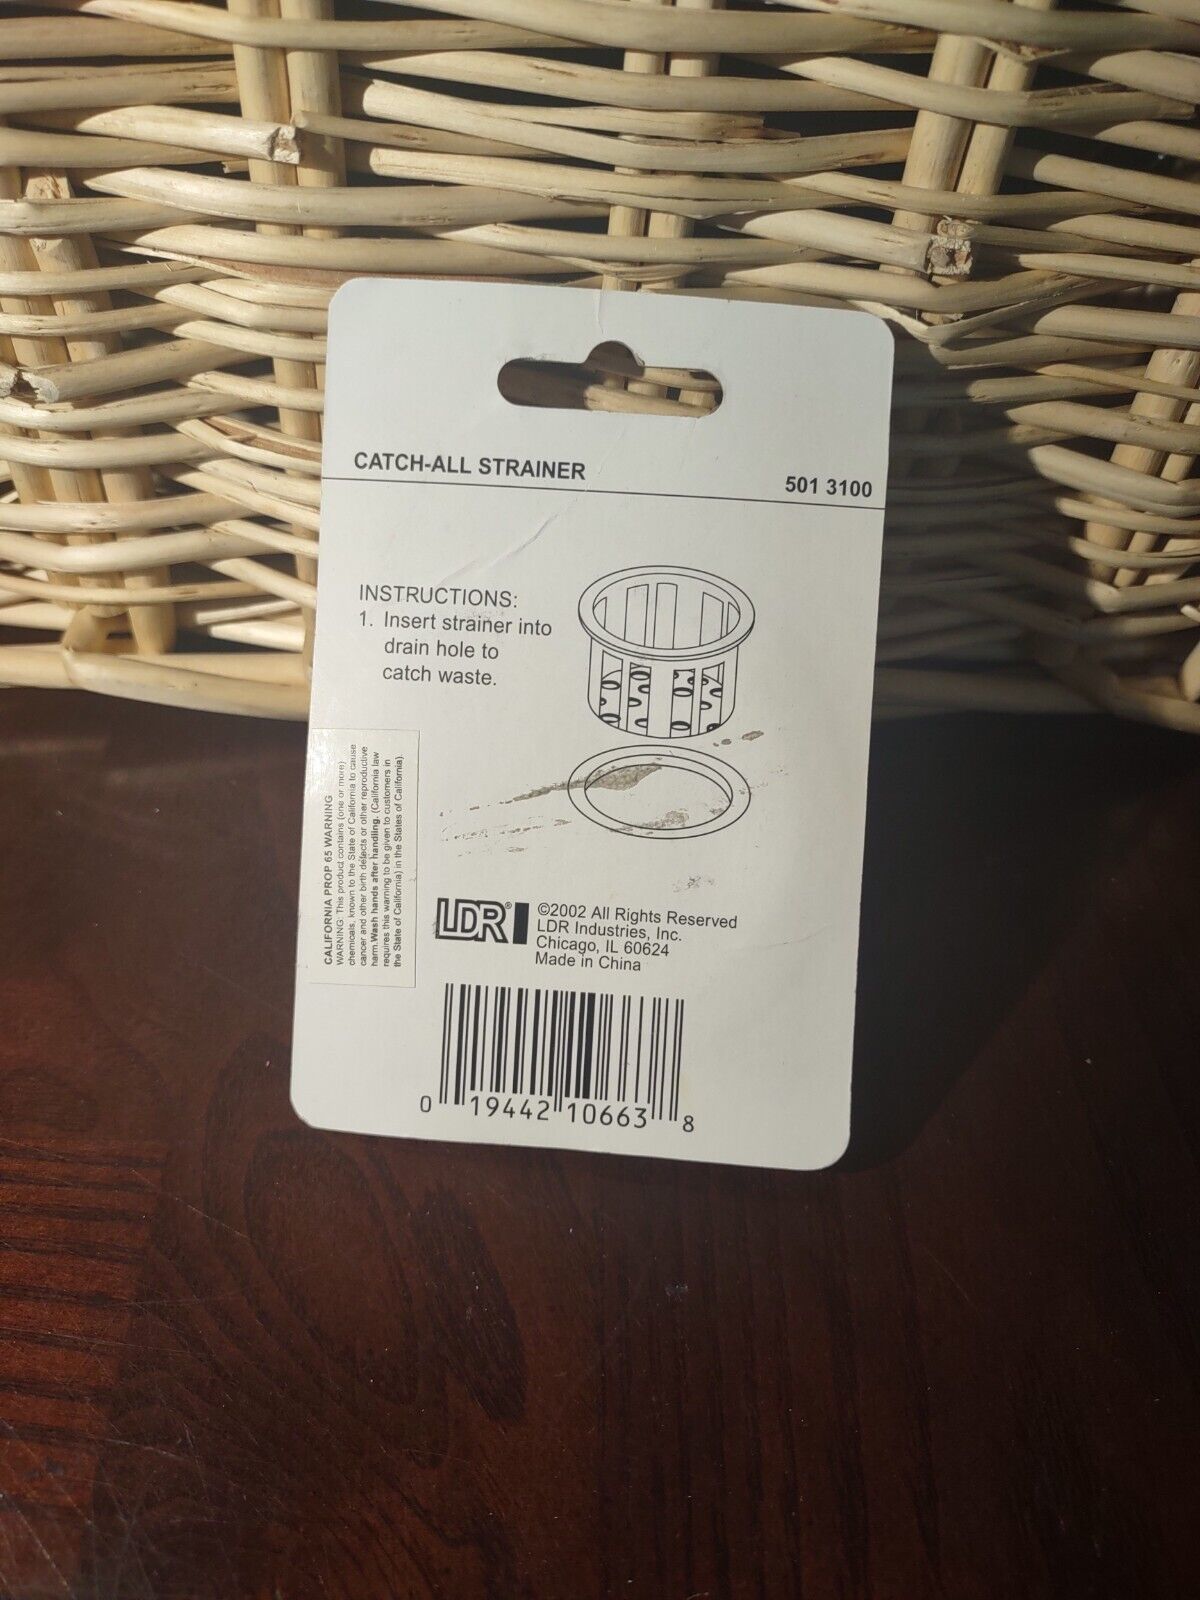 CATCH-ALL STRAINER
501 3100
INSTRUCTIONS:
1. Insert strainer into
drain hole to
catch waste.
CALIFORNIA PROP 65 WARNING
WARNING: This product contains (one or more)
chemicals, known to the State of California to cause
cancer and other birth defects or other reproductive
harm.Wash hands after handling. (California law
requires this warning to be given to customers in
the State of California) in the States of California).
LDR®
©2002 All Rights Reserved
LDR Industries, Inc.
Chicago, IL 60624
Made in China
0 19442 10663 8